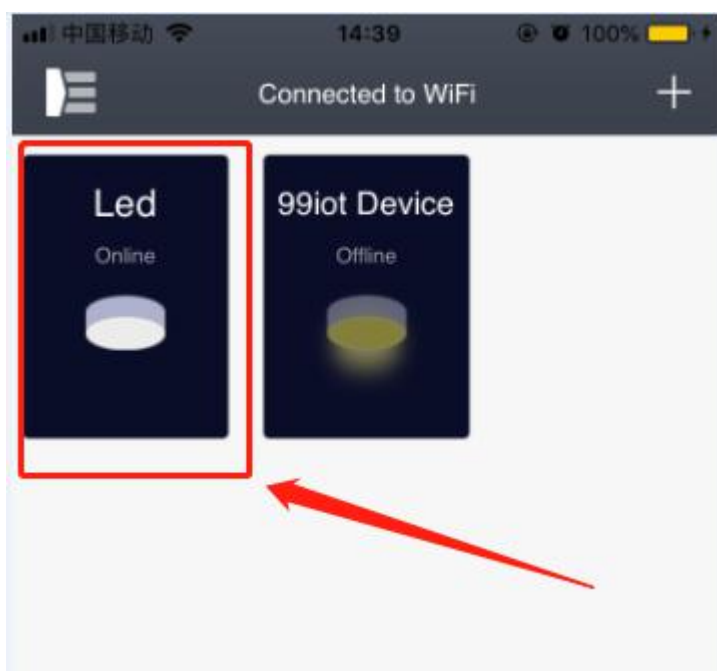 中国移动 14:39 100%
Connected to WiFi
Led 99iot Device
Online Offline